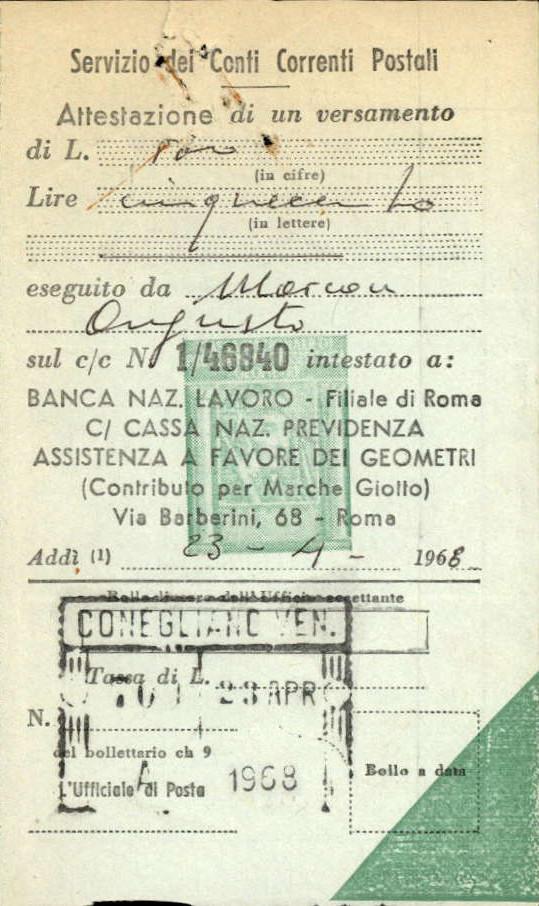 Servizio dei Conti Correnti Postali
Attestazione di un versamento
di L. 500
(in cifre)
Lire cinquecento
(in lettere)
eseguito da Marcon
Augusto
sul c/c N. 1/46840 intestato a:
BANCA NAZ. LAVORO - Filiale di Roma
C/ CASSA NAZ. PREVIDENZA
ASSISTENZA A FAVORE DEI GEOMETRI
(Contributo per Marche Giotto)
Via Barberini, 68 - Roma
Addì (1) 23 - 4 - 1968
Bollo lineare dell'Ufficio accettante
CONEGLIANO VEN.
Tassa di L.
23 APR
N.
del bollettario ch 9
1968
Bollo a data
L'Ufficiale di Posta